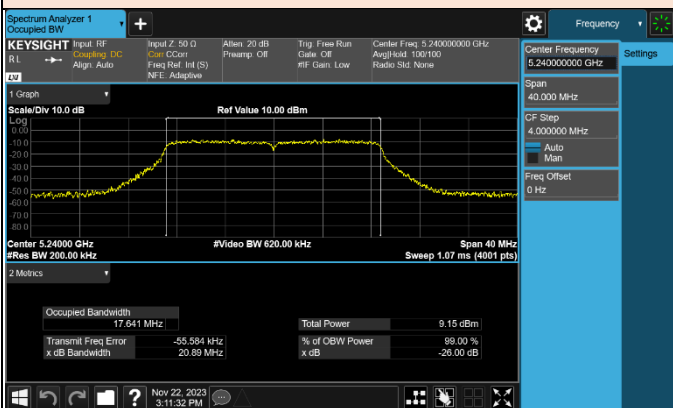 Spectrum Analyzer 1
Occupied BW
Frequency
KEYSIGHT Input: RF Input Z: 50 Ω Atten: 20 dB Trig: Free Run Center Freq: 5.240000000 GHz
R L Coupling: DC Corr CCorr Preamp: Off Gate: Off Avg|Hold: 100/100
Align: Auto Freq Ref: Int (S) #IF Gain: Low Radio Std: None
NFE: Adaptive
LXI
Center Frequency
5.240000000 GHz
Settings
Span
40.000 MHz
CF Step
4.000000 MHz
Auto
Man
Freq Offset
0 Hz
1 Graph
Scale/Div 10.0 dB Ref Value 10.00 dBm
Log
0.00
-10.0
-20.0
-30.0
-40.0
-50.0
-60.0
-70.0
-80.0
Center 5.24000 GHz #Video BW 620.00 kHz Span 40 MHz
#Res BW 200.00 kHz Sweep 1.07 ms (4001 pts)
2 Metrics
Occupied Bandwidth
17.641 MHz Total Power 9.15 dBm
Transmit Freq Error -55.584 kHz % of OBW Power 99.00 %
x dB Bandwidth 20.89 MHz x dB -26.00 dB
? Nov 22, 2023
3:11:32 PM